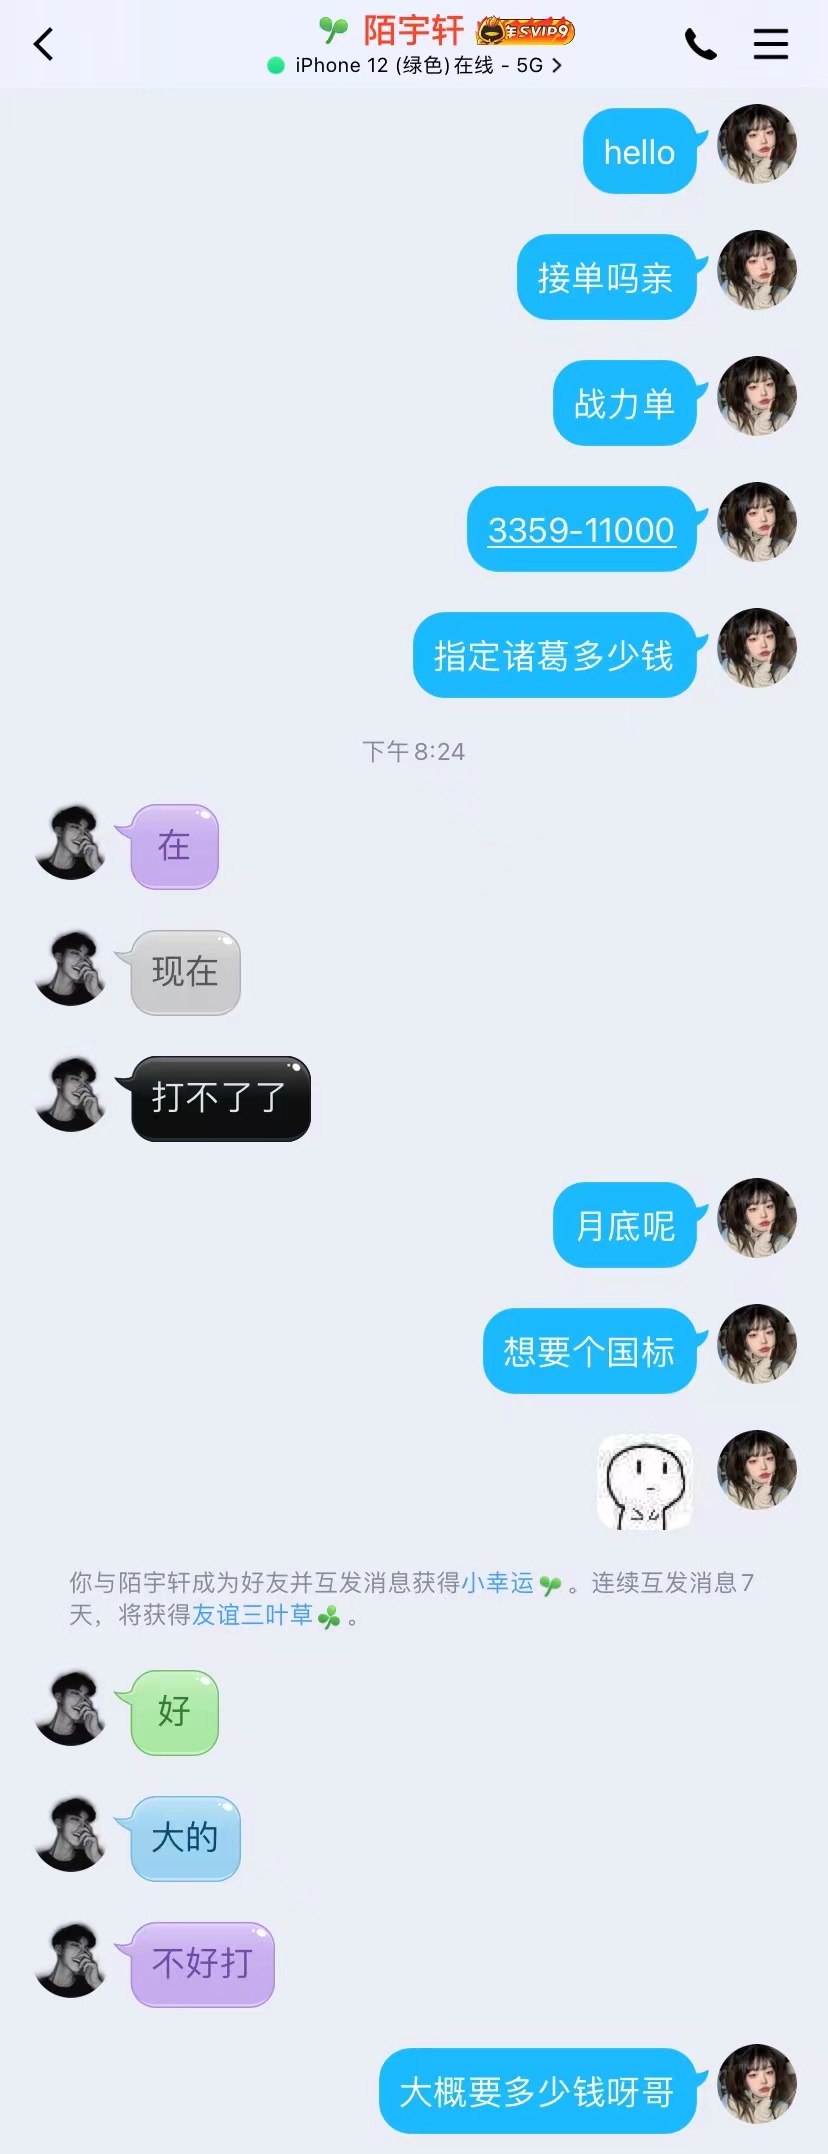 陌宇轩 年SVIP9
iPhone 12 (绿色)在线 - 5G
hello
接单吗亲
战力单
3359-11000
指定诸葛多少钱
下午8:24
在
现在
打不了了
月底呢
想要个国标
你与陌宇轩成为好友并互发消息获得小幸运。连续互发消息7
天，将获得友谊三叶草。
好
大的
不好打
大概要多少钱呀哥